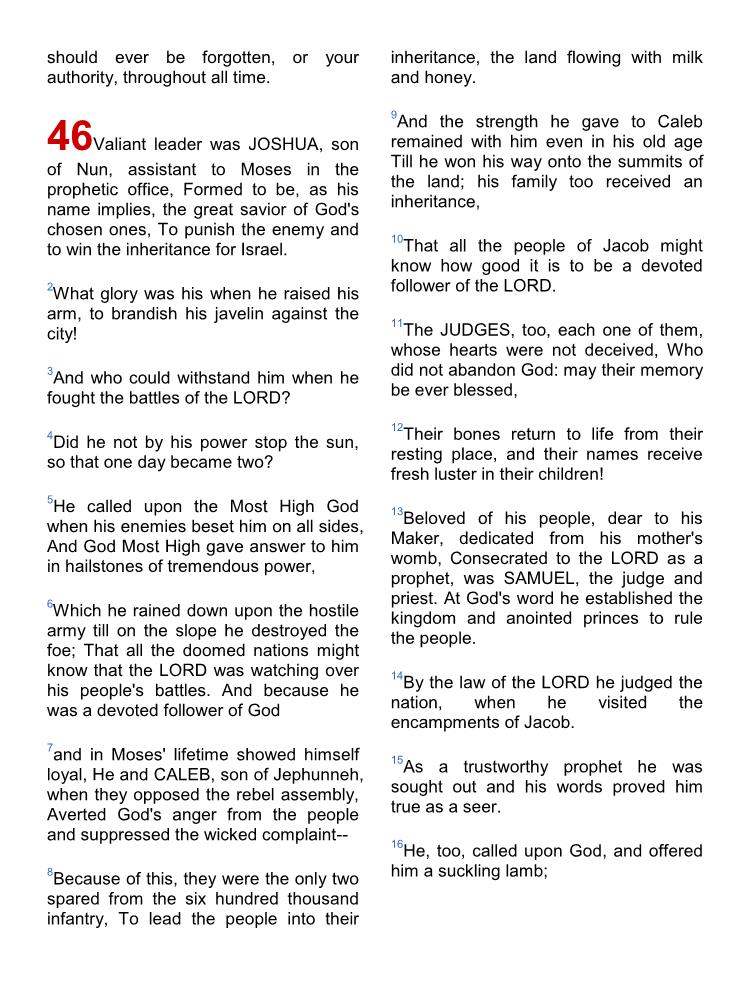 should ever be forgotten, or your
authority, throughout all time.
46Valiant leader was JOSHUA, son
of Nun, assistant to Moses in the
prophetic office, Formed to be, as his
name implies, the great savior of God's
chosen ones, To punish the enemy and
to win the inheritance for Israel.
2What glory was his when he raised his
arm, to brandish his javelin against the
city!
3And who could withstand him when he
fought the battles of the LORD?
4Did he not by his power stop the sun,
so that one day became two?
5He called upon the Most High God
when his enemies beset him on all sides,
And God Most High gave answer to him
in hailstones of tremendous power,
6Which he rained down upon the hostile
army till on the slope he destroyed the
foe; That all the doomed nations might
know that the LORD was watching over
his people's battles. And because he
was a devoted follower of God
7and in Moses' lifetime showed himself
loyal, He and CALEB, son of Jephunneh,
when they opposed the rebel assembly,
Averted God's anger from the people
and suppressed the wicked complaint--
8Because of this, they were the only two
spared from the six hundred thousand
infantry, To lead the people into their
inheritance, the land flowing with milk
and honey.
9And the strength he gave to Caleb
remained with him even in his old age
Till he won his way onto the summits of
the land; his family too received an
inheritance,
10That all the people of Jacob might
know how good it is to be a devoted
follower of the LORD.
11The JUDGES, too, each one of them,
whose hearts were not deceived, Who
did not abandon God: may their memory
be ever blessed,
12Their bones return to life from their
resting place, and their names receive
fresh luster in their children!
13Beloved of his people, dear to his
Maker, dedicated from his mother's
womb, Consecrated to the LORD as a
prophet, was SAMUEL, the judge and
priest. At God's word he established the
kingdom and anointed princes to rule
the people.
14By the law of the LORD he judged the
nation, when he visited the
encampments of Jacob.
15As a trustworthy prophet he was
sought out and his words proved him
true as a seer.
16He, too, called upon God, and offered
him a suckling lamb;